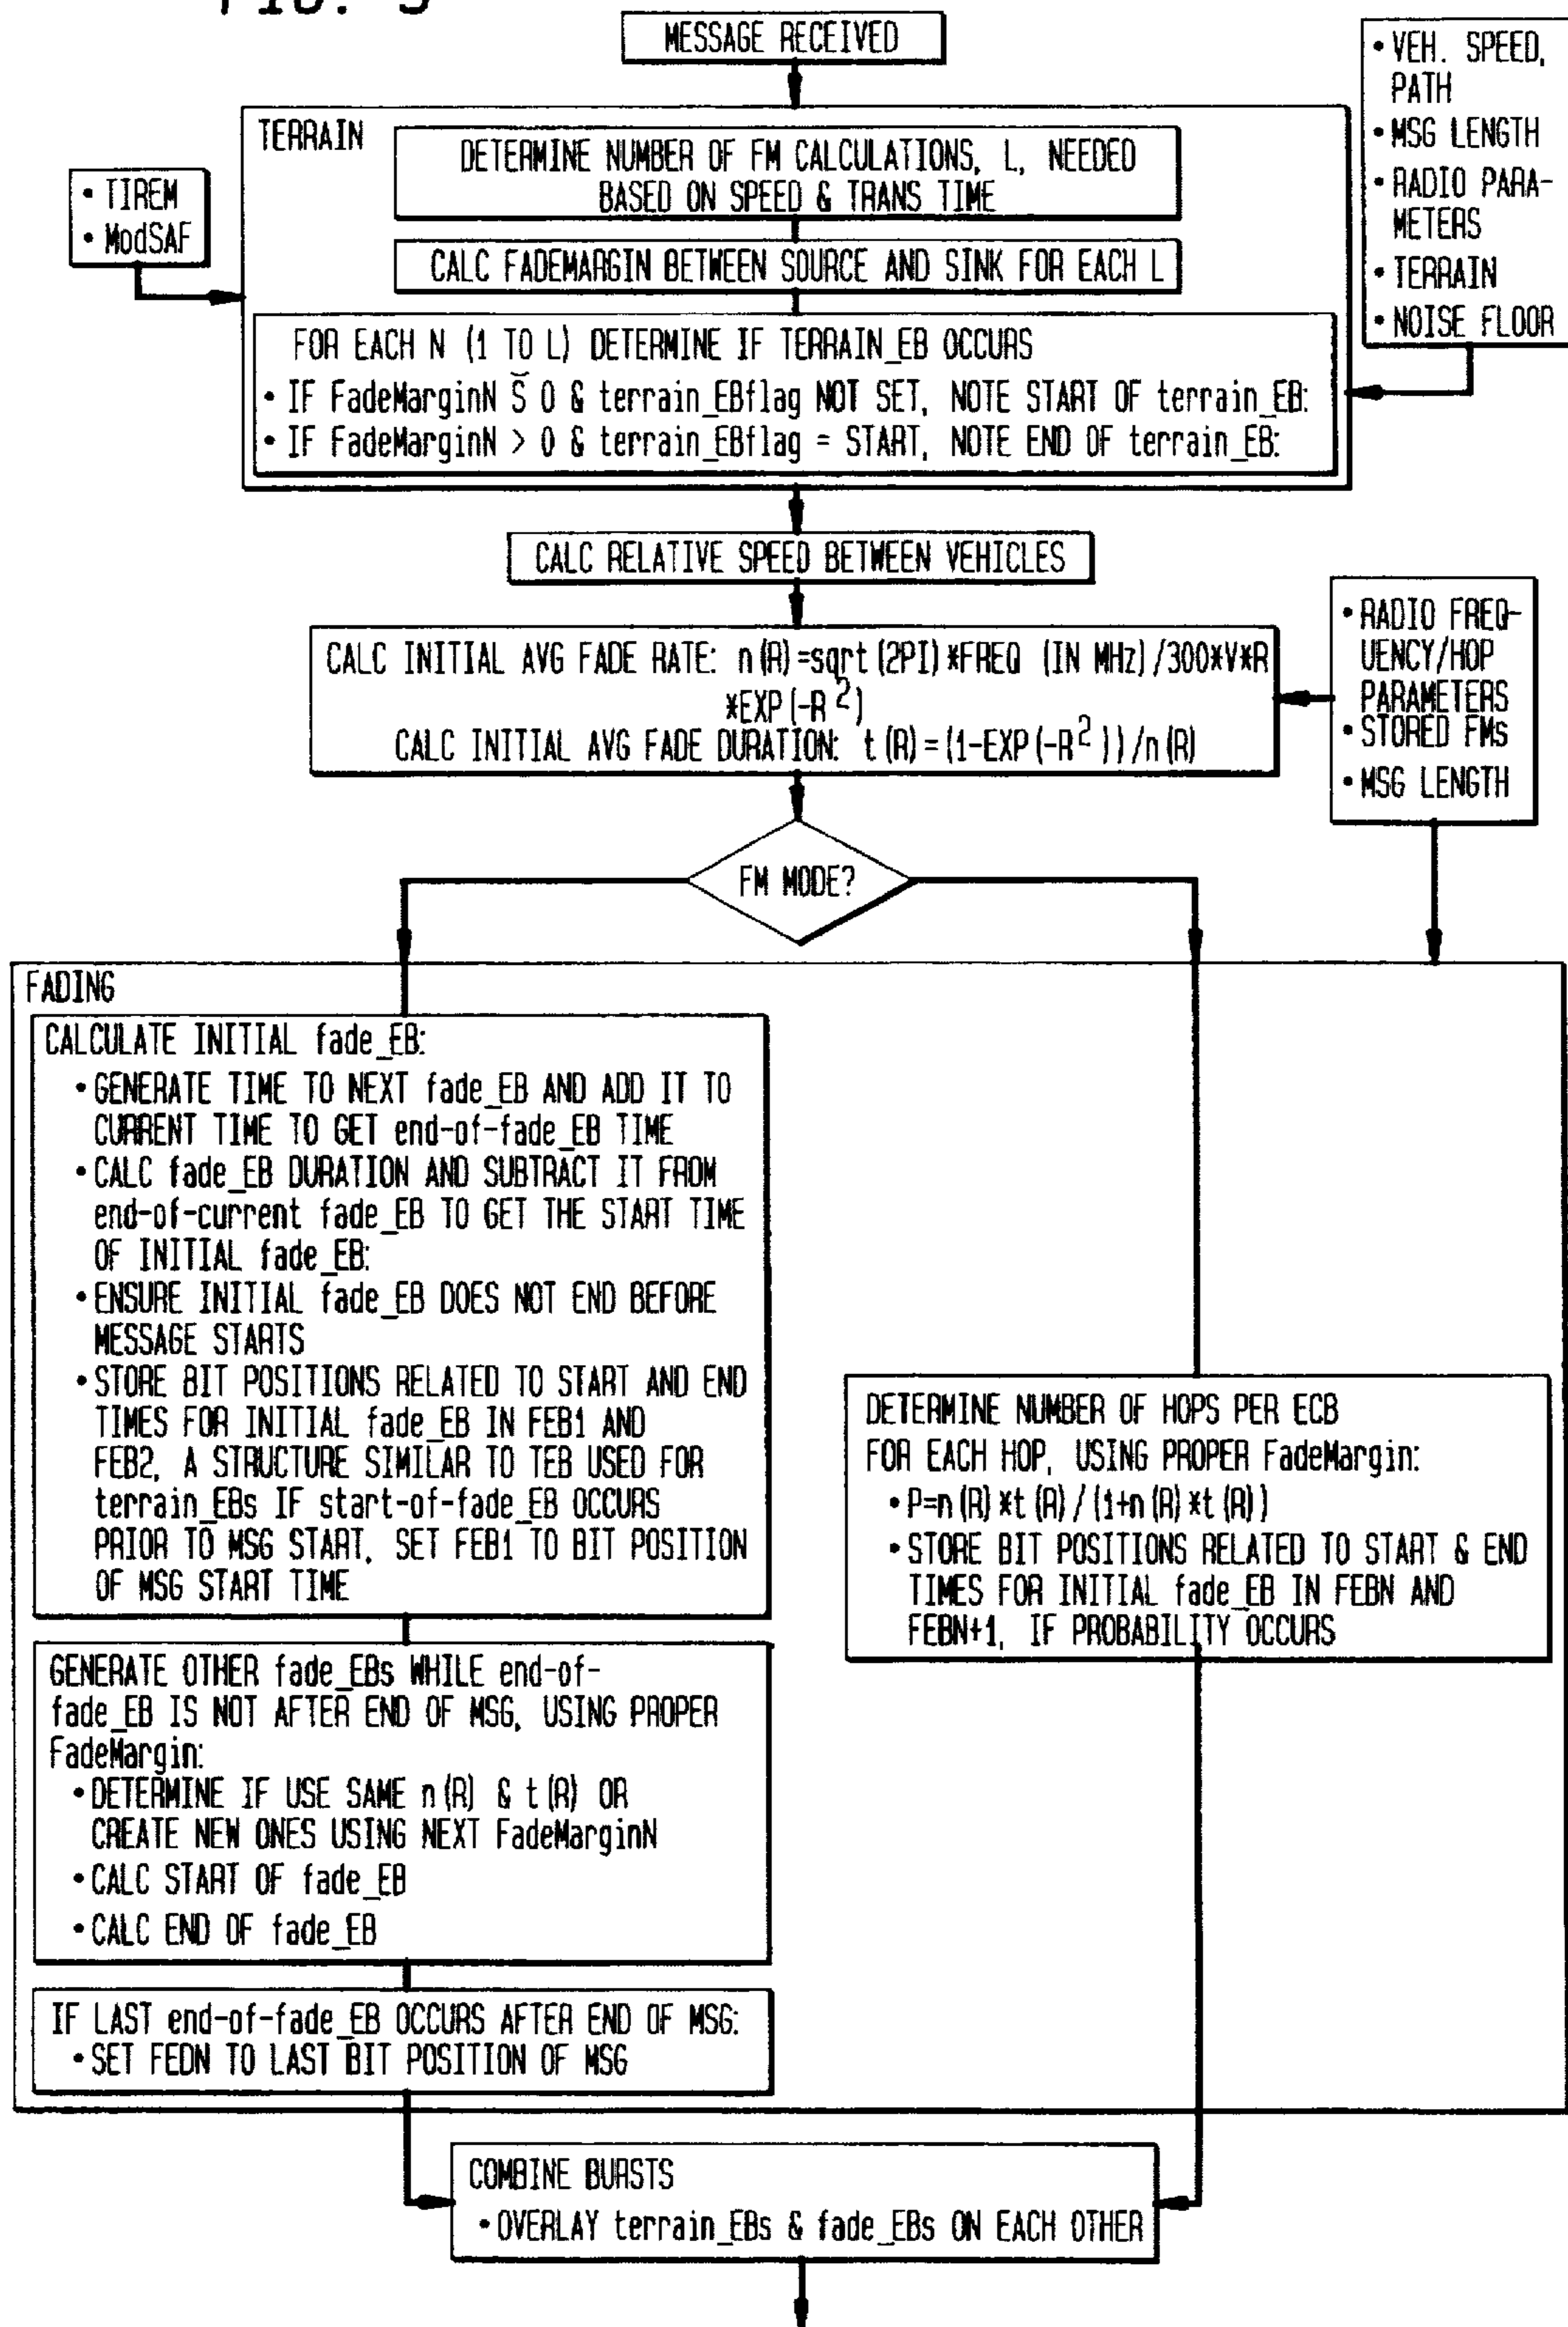 FIG. 3
MESSAGE RECEIVED
• VEH. SPEED,
PATH
• MSG LENGTH
• RADIO PARA-
METERS
• TERRAIN
• NOISE FLOOR
TERRAIN
DETERMINE NUMBER OF FM CALCULATIONS, L, NEEDED
BASED ON SPEED & TRANS TIME
• TIREM
• ModSAF
CALC FADEMARGIN BETWEEN SOURCE AND SINK FOR EACH L
FOR EACH N (1 TO L) DETERMINE IF TERRAIN_EB OCCURS
• IF FadeMarginN S 0 & terrain_EBflag NOT SET, NOTE START OF terrain_EB:
• IF FadeMarginN > 0 & terrain_EBflag = START, NOTE END OF terrain_EB:
CALC RELATIVE SPEED BETWEEN VEHICLES
CALC INITIAL AVG FADE RATE: n(R)=sqrt(2PI)*FREQ (IN MHz)/300*V*R
*EXP(-R²)
CALC INITIAL AVG FADE DURATION: t(R)=(1-EXP(-R²))/n(R)
• RADIO FREQ-
UENCY/HOP
PARAMETERS
• STORED FMs
• MSG LENGTH
FM MODE?
FADING
CALCULATE INITIAL fade_EB:
• GENERATE TIME TO NEXT fade_EB AND ADD IT TO
CURRENT TIME TO GET end-of-fade_EB TIME
• CALC fade_EB DURATION AND SUBTRACT IT FROM
end-of-current fade_EB TO GET THE START TIME
OF INITIAL fade_EB:
• ENSURE INITIAL fade_EB DOES NOT END BEFORE
MESSAGE STARTS
• STORE BIT POSITIONS RELATED TO START AND END
TIMES FOR INITIAL fade_EB IN FEB1 AND
FEB2, A STRUCTURE SIMILAR TO TEB USED FOR
terrain_EBs IF start-of-fade_EB OCCURS
PRIOR TO MSG START, SET FEB1 TO BIT POSITION
OF MSG START TIME
DETERMINE NUMBER OF HOPS PER ECB
FOR EACH HOP, USING PROPER FadeMargin:
• P=n(R)*t(R)/(1+n(R)*t(R))
• STORE BIT POSITIONS RELATED TO START & END
TIMES FOR INITIAL fade_EB IN FEBN AND
FEBN+1, IF PROBABILITY OCCURS
GENERATE OTHER fade_EBs WHILE end-of-
fade_EB IS NOT AFTER END OF MSG, USING PROPER
FadeMargin:
• DETERMINE IF USE SAME n(R) & t(R) OR
CREATE NEW ONES USING NEXT FadeMarginN
• CALC START OF fade_EB
• CALC END OF fade_EB
IF LAST end-of-fade_EB OCCURS AFTER END OF MSG:
• SET FEDN TO LAST BIT POSITION OF MSG
COMBINE BURSTS
• OVERLAY terrain_EBs & fade_EBs ON EACH OTHER